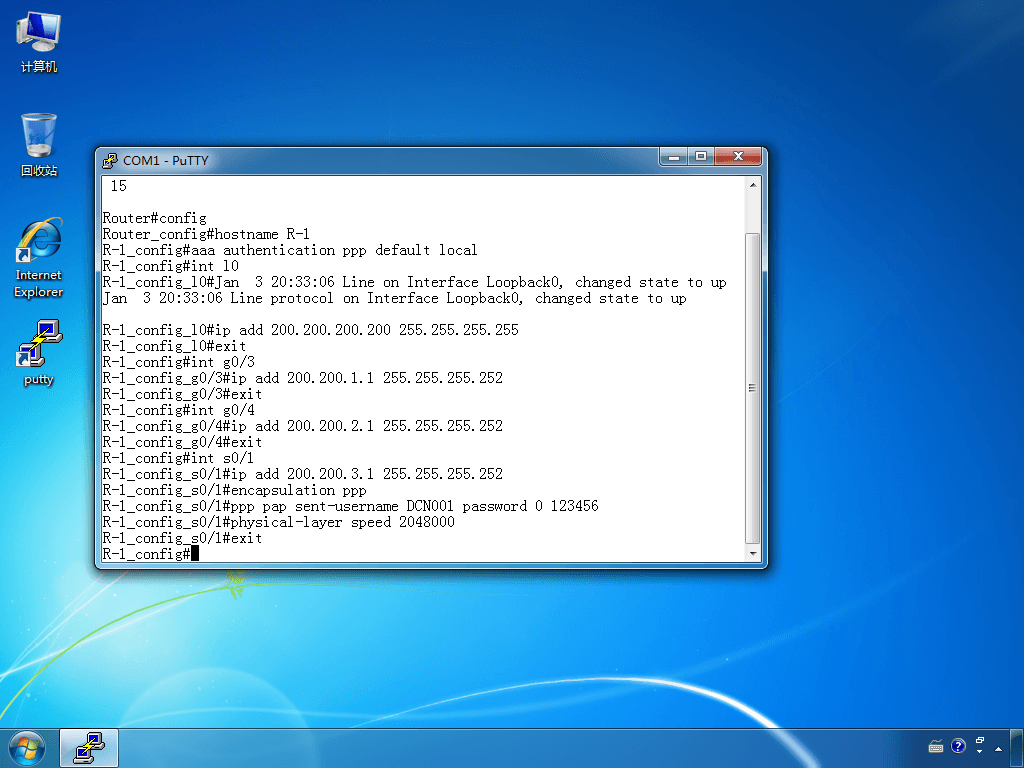 计算机
回收站
Internet
Explorer
putty
COM1 - PuTTY
15
Router#config
Router_config#hostname R-1
R-1_config#aaa authentication ppp default local
R-1_config#int l0
R-1_config_l0#Jan  3 20:33:06 Line on Interface Loopback0, changed state to up
Jan  3 20:33:06 Line protocol on Interface Loopback0, changed state to up
R-1_config_l0#ip add 200.200.200.200 255.255.255.255
R-1_config_l0#exit
R-1_config#int g0/3
R-1_config_g0/3#ip add 200.200.1.1 255.255.255.252
R-1_config_g0/3#exit
R-1_config#int g0/4
R-1_config_g0/4#ip add 200.200.2.1 255.255.255.252
R-1_config_g0/4#exit
R-1_config#int s0/1
R-1_config_s0/1#ip add 200.200.3.1 255.255.255.252
R-1_config_s0/1#encapsulation ppp
R-1_config_s0/1#ppp pap sent-username DCN001 password 0 123456
R-1_config_s0/1#physical-layer speed 2048000
R-1_config_s0/1#exit
R-1_config#